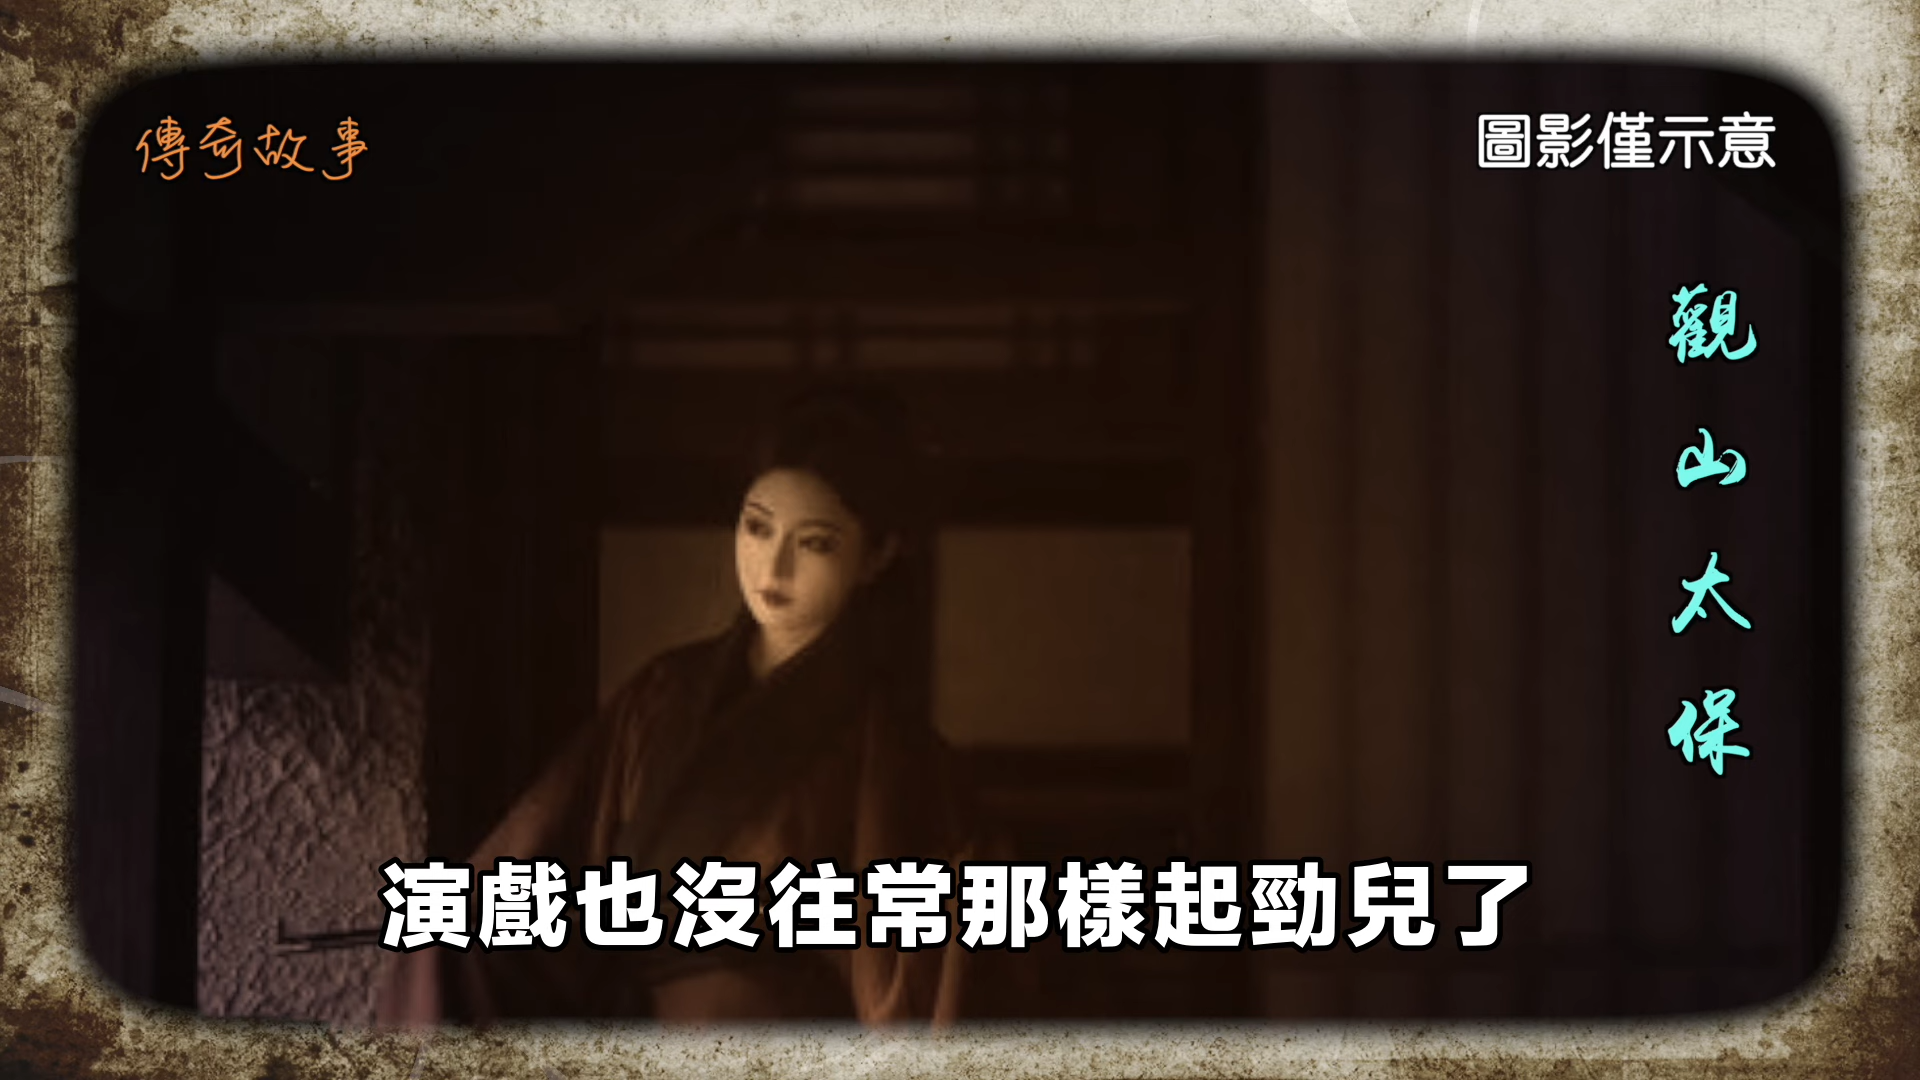 傳奇故事
圖影僅示意
觀山太保
演戲也沒往常那樣起勁兒了